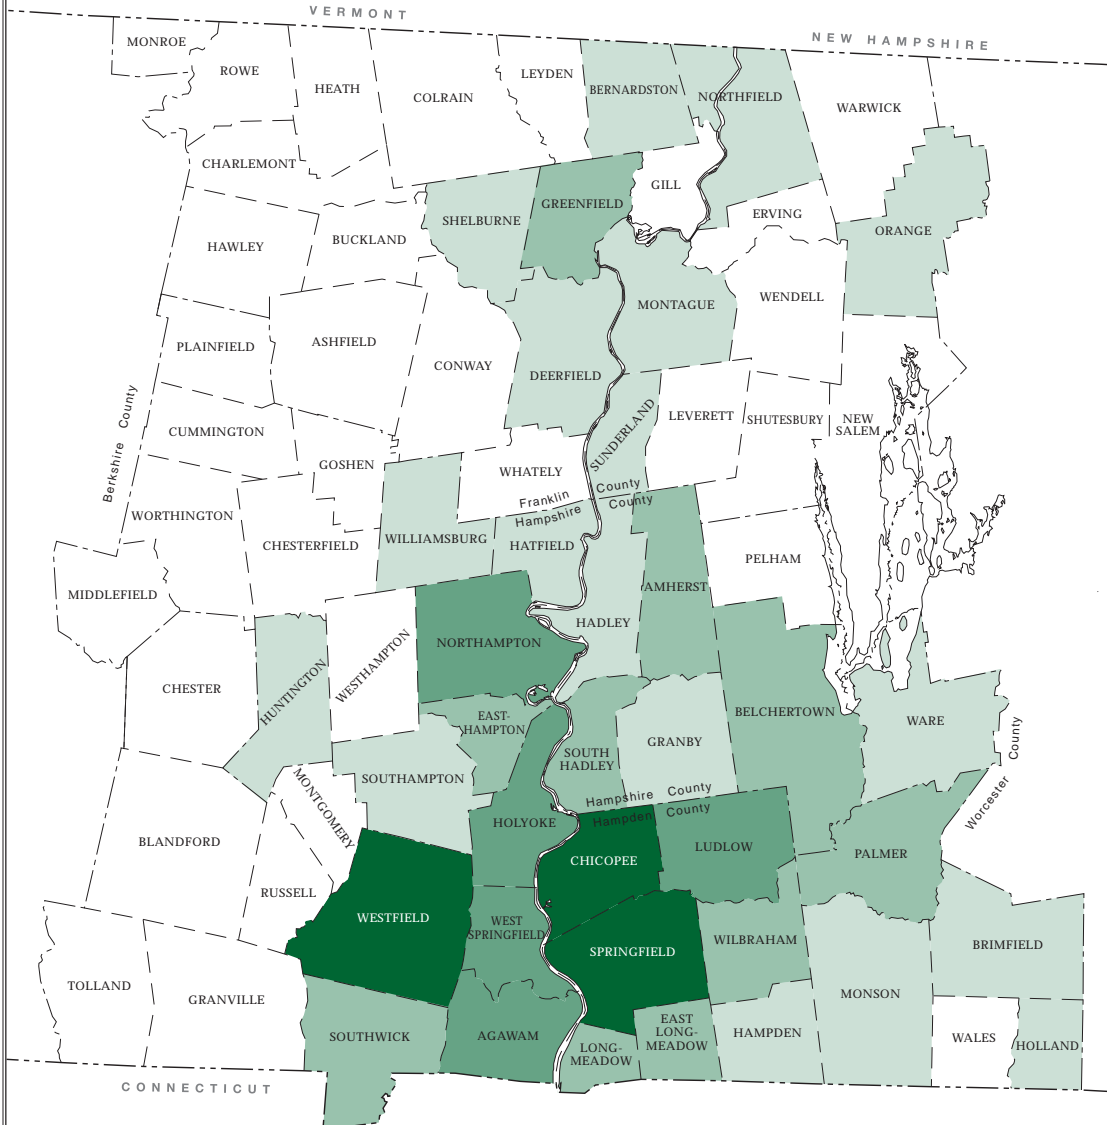 VERMONT
NEW HAMPSHIRE
MONROE
ROWE
HEATH
COLRAIN
LEYDEN
BERNARDSTON
NORTHFIELD
WARWICK
CHARLEMONT
GILL
GREENFIELD
SHELBURNE
ERVING
ORANGE
HAWLEY
BUCKLAND
MONTAGUE
WENDELL
PLAINFIELD
ASHFIELD
CONWAY
DEERFIELD
Berkshire County
CUMMINGTON
GOSHEN
WHATELY
SUNDERLAND
LEVERETT
SHUTESBURY
NEW
SALEM
Franklin County
Hampshire County
WORTHINGTON
CHESTERFIELD
WILLIAMSBURG
HATFIELD
PELHAM
AMHERST
MIDDLEFIELD
HADLEY
NORTHAMPTON
WESTHAMPTON
HUNTINGTON
CHESTER
EAST-
HAMPTON
BELCHERTOWN
WARE
SOUTH
HADLEY
GRANBY
SOUTHAMPTON
MONTGOMERY
Hampshire County
Hampden County
Worcester County
HOLYOKE
BLANDFORD
CHICOPEE
LUDLOW
PALMER
RUSSELL
WESTFIELD
WEST
SPRINGFIELD
SPRINGFIELD
WILBRAHAM
BRIMFIELD
TOLLAND
GRANVILLE
MONSON
SOUTHWICK
AGAWAM
LONG-
MEADOW
EAST
LONG-
MEADOW
HAMPDEN
WALES
HOLLAND
CONNECTICUT